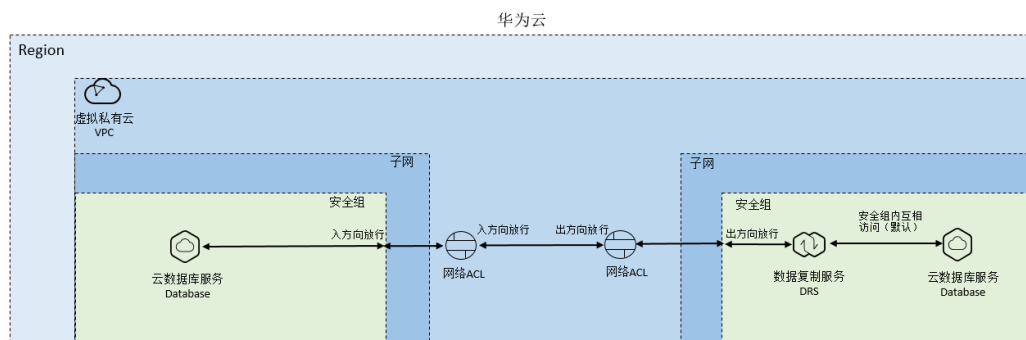 华为云
Region
虚拟私有云
VPC
子网
子网
安全组
安全组
入方向放行
入方向放行
出方向放行
出方向放行
安全组内互相
访问（默认）
网络ACL
网络ACL
云数据库服务
Database
数据复制服务
DRS
云数据库服务
Database